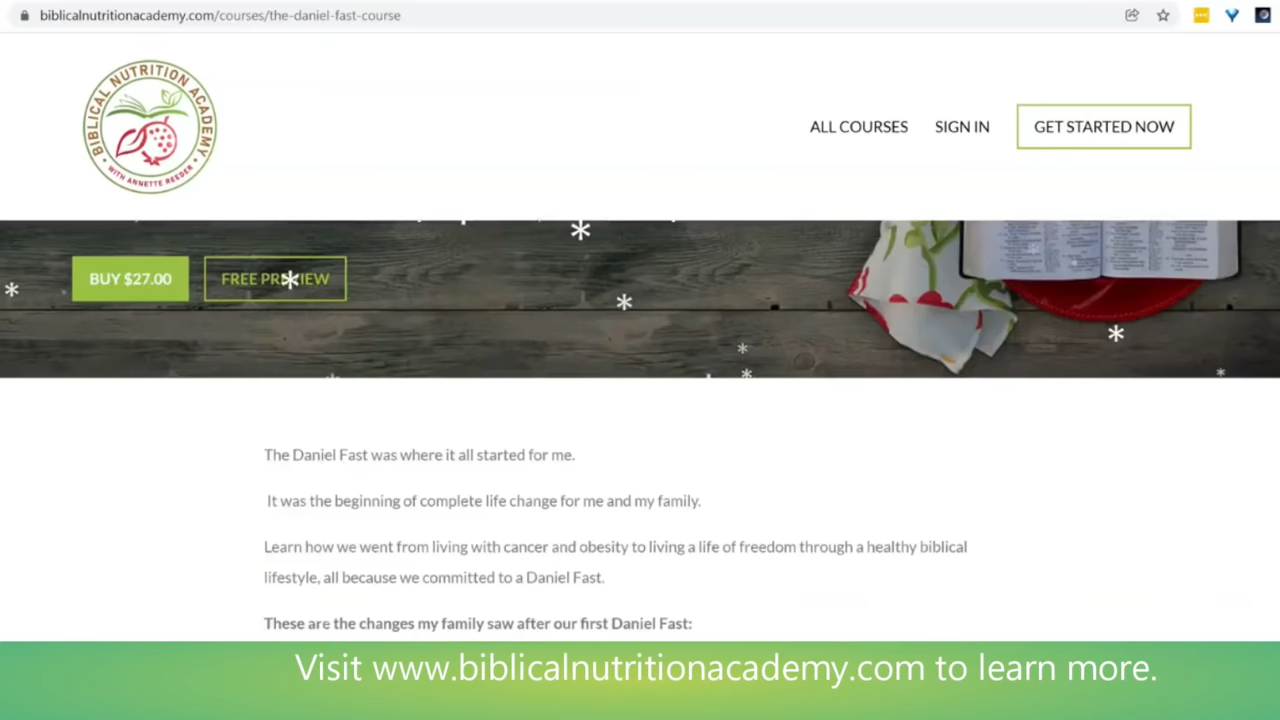 biblicalnutritionacademy.com/courses/the-daniel-fast-course
BIBLICAL NUTRITION ACADEMY
WITH ANNETTE REEDER
ALL COURSES
SIGN IN
GET STARTED NOW
BUY $27.00
FREE PREVIEW
The Daniel Fast was where it all started for me.
It was the beginning of complete life change for me and my family.
Learn how we went from living with cancer and obesity to living a life of freedom through a healthy biblical
lifestyle, all because we committed to a Daniel Fast.
These are the changes my family saw after our first Daniel Fast:
Visit www.biblicalnutritionacademy.com to learn more.